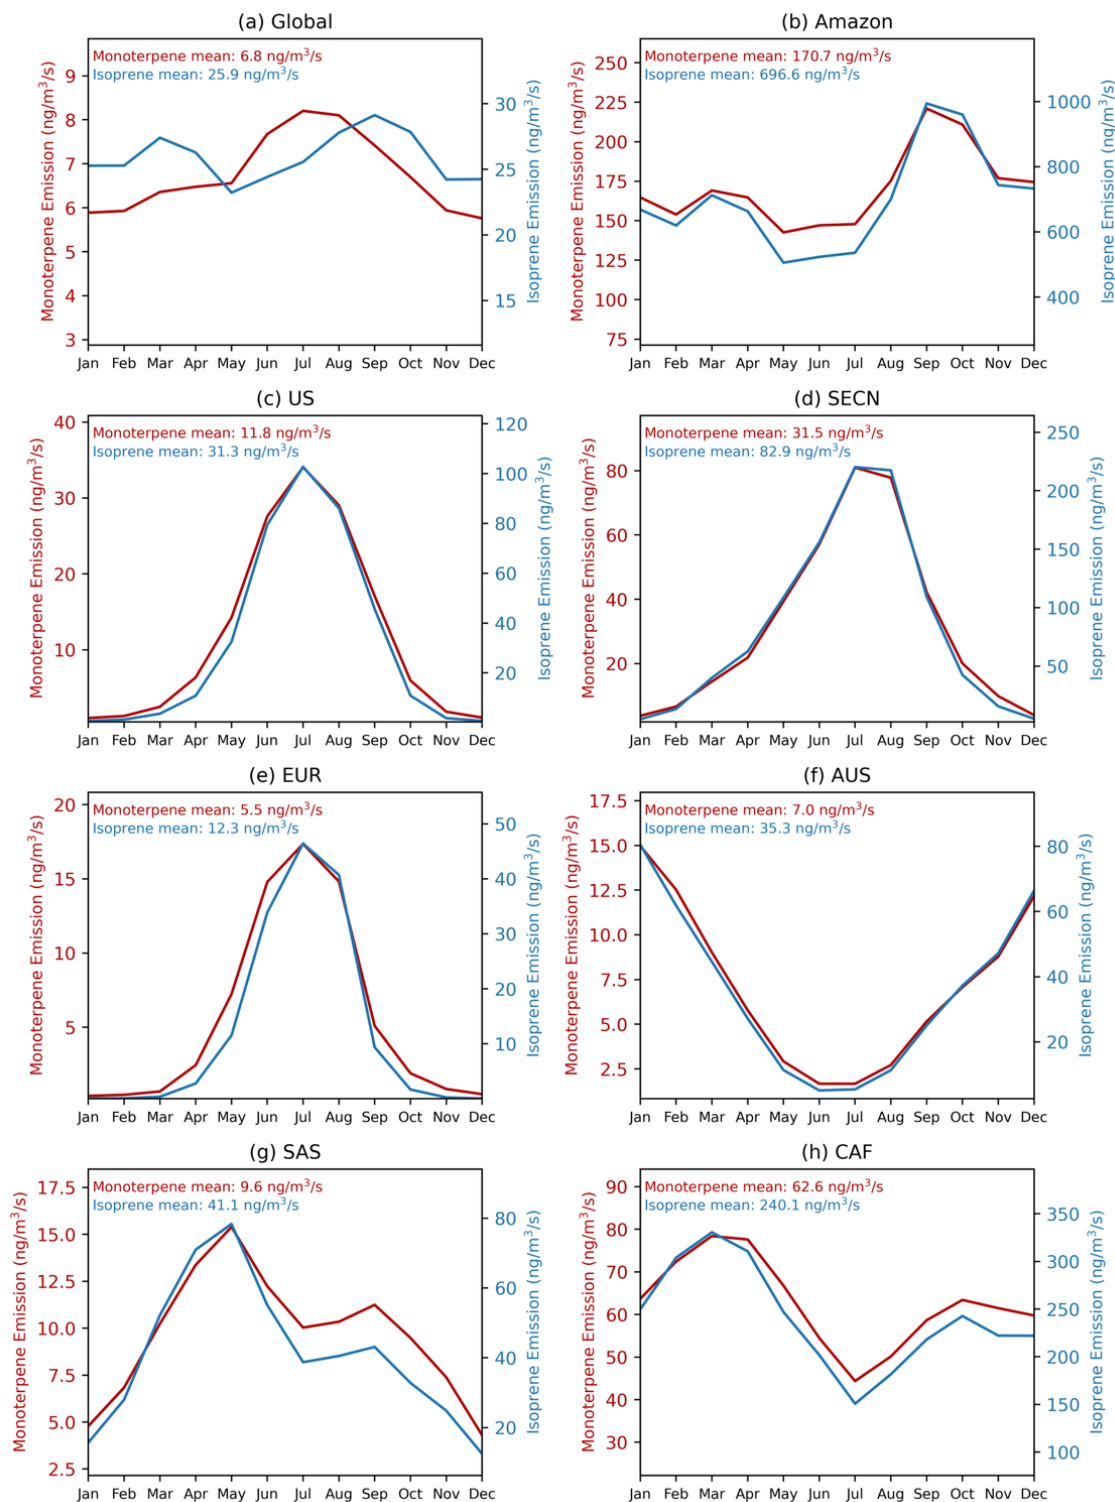 (a) Global
Monoterpene mean: 6.8 ng/m³/s
Isoprene mean: 25.9 ng/m³/s
Monoterpene Emission (ng/m³/s)
9
8
7
6
5
4
3
Isoprene Emission (ng/m³/s)
30
25
20
15
Jan Feb Mar Apr May Jun Jul Aug Sep Oct Nov Dec
(b) Amazon
Monoterpene mean: 170.7 ng/m³/s
Isoprene mean: 696.6 ng/m³/s
Monoterpene Emission (ng/m³/s)
250
225
200
175
150
125
100
75
Isoprene Emission (ng/m³/s)
1000
800
600
400
Jan Feb Mar Apr May Jun Jul Aug Sep Oct Nov Dec
(c) US
Monoterpene mean: 11.8 ng/m³/s
Isoprene mean: 31.3 ng/m³/s
Monoterpene Emission (ng/m³/s)
40
30
20
10
Isoprene Emission (ng/m³/s)
120
100
80
60
40
20
Jan Feb Mar Apr May Jun Jul Aug Sep Oct Nov Dec
(d) SECN
Monoterpene mean: 31.5 ng/m³/s
Isoprene mean: 82.9 ng/m³/s
Monoterpene Emission (ng/m³/s)
80
60
40
20
Isoprene Emission (ng/m³/s)
250
200
150
100
50
Jan Feb Mar Apr May Jun Jul Aug Sep Oct Nov Dec
(e) EUR
Monoterpene mean: 5.5 ng/m³/s
Isoprene mean: 12.3 ng/m³/s
Monoterpene Emission (ng/m³/s)
20
15
10
5
Isoprene Emission (ng/m³/s)
50
40
30
20
10
Jan Feb Mar Apr May Jun Jul Aug Sep Oct Nov Dec
(f) AUS
Monoterpene mean: 7.0 ng/m³/s
Isoprene mean: 35.3 ng/m³/s
Monoterpene Emission (ng/m³/s)
17.5
15.0
12.5
10.0
7.5
5.0
2.5
Isoprene Emission (ng/m³/s)
80
60
40
20
Jan Feb Mar Apr May Jun Jul Aug Sep Oct Nov Dec
(g) SAS
Monoterpene mean: 9.6 ng/m³/s
Isoprene mean: 41.1 ng/m³/s
Monoterpene Emission (ng/m³/s)
17.5
15.0
12.5
10.0
7.5
5.0
2.5
Isoprene Emission (ng/m³/s)
80
60
40
20
Jan Feb Mar Apr May Jun Jul Aug Sep Oct Nov Dec
(h) CAF
Monoterpene mean: 62.6 ng/m³/s
Isoprene mean: 240.1 ng/m³/s
Monoterpene Emission (ng/m³/s)
90
80
70
60
50
40
30
Isoprene Emission (ng/m³/s)
350
300
250
200
150
100
Jan Feb Mar Apr May Jun Jul Aug Sep Oct Nov Dec